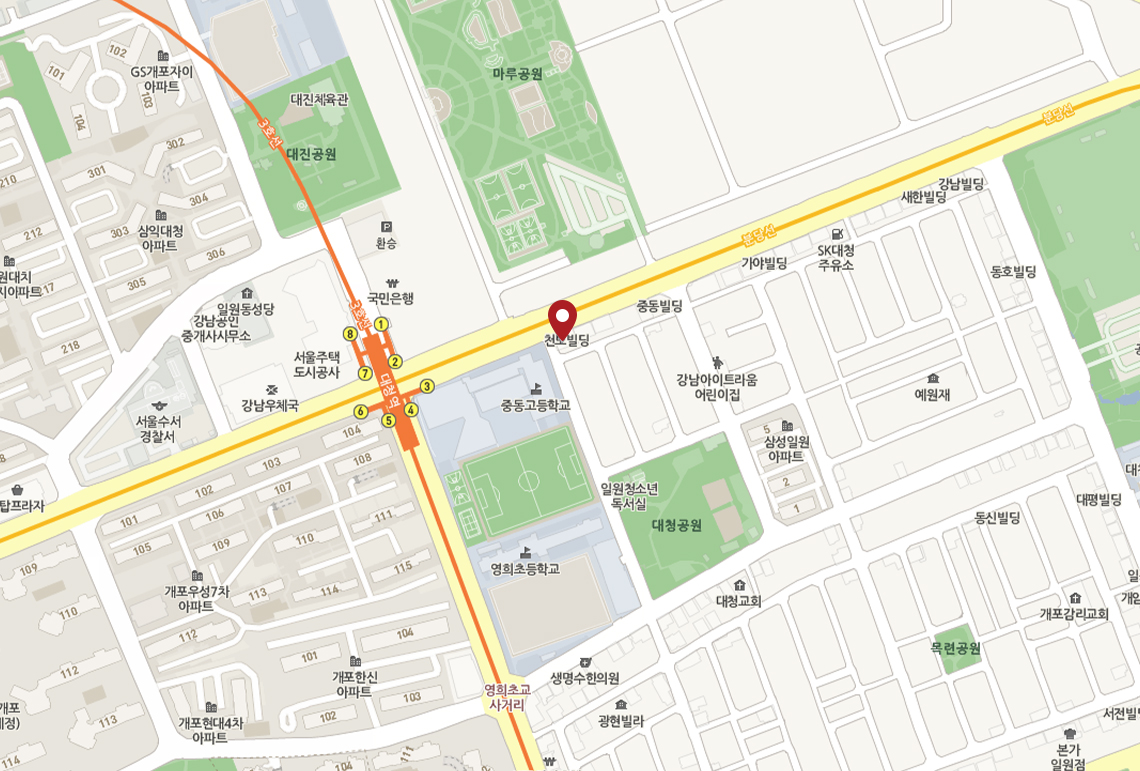 102
101
GS개포자이
아파트
103
104
마루공원
대진체육관
3호선
대진공원
분당선
302
301
210
304
303
212
삼익대청
아파트
306
305
환승
분당선
강남빌딩
새한빌딩
SK대청
주유소
가야빌딩
동호빌딩
원대치
아파트
17
218
국민은행
일원동성당
강남공인
중개사사무소
3호선
중동빌딩
1
8
2
7
3
6
4
5
대청역
서울주택
도시공사
강남우체국
서울수서
경찰서
중동고등학교
강남아이트라움
어린이집
예원재
삼성일원
아파트
5
2
1
104
103
108
102
107
101
106
111
105
109
110
탑프라자
일원청소년
독서실
대청공원
대평빌딩
동신빌딩
영희초등학교
115
109
113
114
개포우성7차
아파트
110
112
104
101
대청교회
개포감리교회
목련공원
생명수한의원
개포한신
아파트
112
103
102
영희초교
사거리
광현빌라
개포현대4차
아파트
113
114
104
본가
일원점